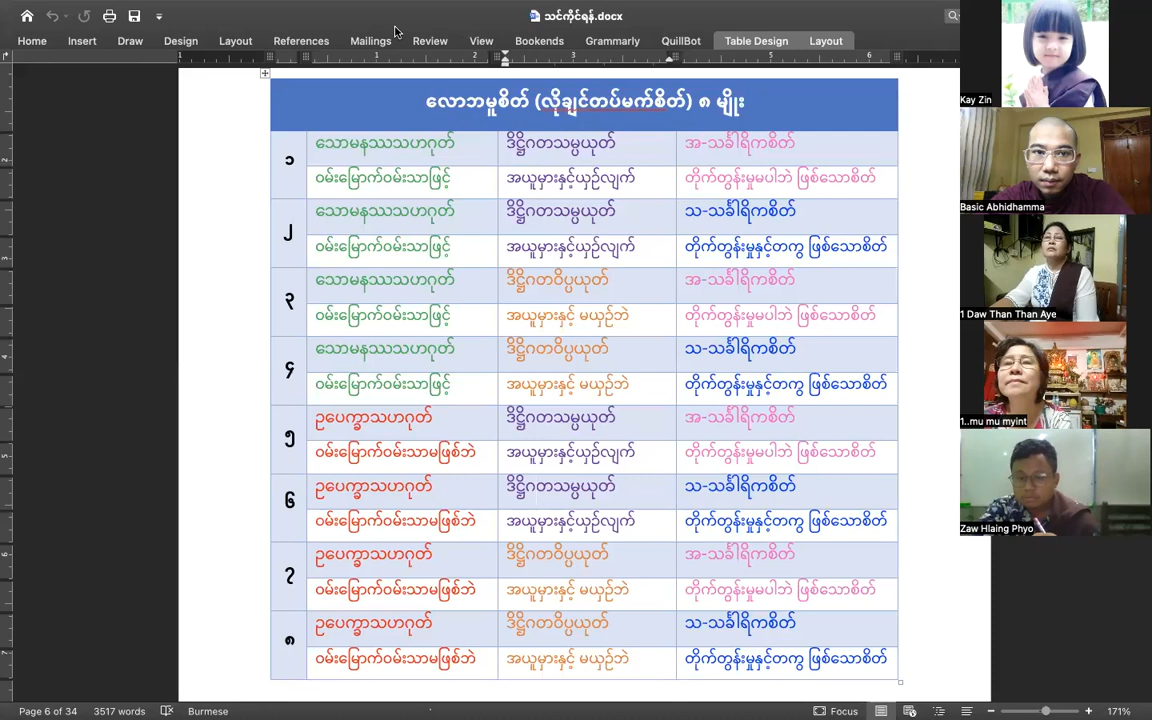 သင်ကိုင်ရန်.docx
Home Insert Draw Design Layout References Mailings Review View Bookends Grammarly QuillBot Table Design Layout
1 1 2 3 4 5 6
လောဘမူစိတ် (လိုချင်တပ်မက်စိတ်) ၈ မျိုး
၁ သောမနဿသဟဂုတ် ဒိဋ္ဌိဂတသမ္ပယုတ် အ-သင်္ခါရိကစိတ်
ဝမ်းမြောက်ဝမ်းသာဖြင့် အယူမှားနှင့်ယှဉ်လျက် တိုက်တွန်းမှုမပါဘဲ ဖြစ်သောစိတ်
၂ သောမနဿသဟဂုတ် ဒိဋ္ဌိဂတသမ္ပယုတ် သ-သင်္ခါရိကစိတ်
ဝမ်းမြောက်ဝမ်းသာဖြင့် အယူမှားနှင့်ယှဉ်လျက် တိုက်တွန်းမှုနှင့်တကွ ဖြစ်သောစိတ်
၃ သောမနဿသဟဂုတ် ဒိဋ္ဌိဂတဝိပ္ပယုတ် အ-သင်္ခါရိကစိတ်
ဝမ်းမြောက်ဝမ်းသာဖြင့် အယူမှားနှင့် မယှဉ်ဘဲ တိုက်တွန်းမှုမပါဘဲ ဖြစ်သောစိတ်
၄ သောမနဿသဟဂုတ် ဒိဋ္ဌိဂတဝိပ္ပယုတ် သ-သင်္ခါရိကစိတ်
ဝမ်းမြောက်ဝမ်းသာဖြင့် အယူမှားနှင့် မယှဉ်ဘဲ တိုက်တွန်းမှုနှင့်တကွ ဖြစ်သောစိတ်
၅ ဥပေက္ခာသဟဂုတ် ဒိဋ္ဌိဂတသမ္ပယုတ် အ-သင်္ခါရိကစိတ်
ဝမ်းမြောက်ဝမ်းသာမဖြစ်ဘဲ အယူမှားနှင့်ယှဉ်လျက် တိုက်တွန်းမှုမပါဘဲ ဖြစ်သောစိတ်
၆ ဥပေက္ခာသဟဂုတ် ဒိဋ္ဌိဂတသမ္ပယုတ် သ-သင်္ခါရိကစိတ်
ဝမ်းမြောက်ဝမ်းသာမဖြစ်ဘဲ အယူမှားနှင့်ယှဉ်လျက် တိုက်တွန်းမှုနှင့်တကွ ဖြစ်သောစိတ်
၇ ဥပေက္ခာသဟဂုတ် ဒိဋ္ဌိဂတဝိပ္ပယုတ် အ-သင်္ခါရိကစိတ်
ဝမ်းမြောက်ဝမ်းသာမဖြစ်ဘဲ အယူမှားနှင့် မယှဉ်ဘဲ တိုက်တွန်းမှုမပါဘဲ ဖြစ်သောစိတ်
၈ ဥပေက္ခာသဟဂုတ် ဒိဋ္ဌိဂတဝိပ္ပယုတ် သ-သင်္ခါရိကစိတ်
ဝမ်းမြောက်ဝမ်းသာမဖြစ်ဘဲ အယူမှားနှင့် မယှဉ်ဘဲ တိုက်တွန်းမှုနှင့်တကွ ဖြစ်သောစိတ်
Page 6 of 34 3517 words Burmese Focus 171%
Kay Zin
Basic Abhidhamma
1 Daw Than Than Aye
1..mu mu myint
Zaw Hlaing Phyo